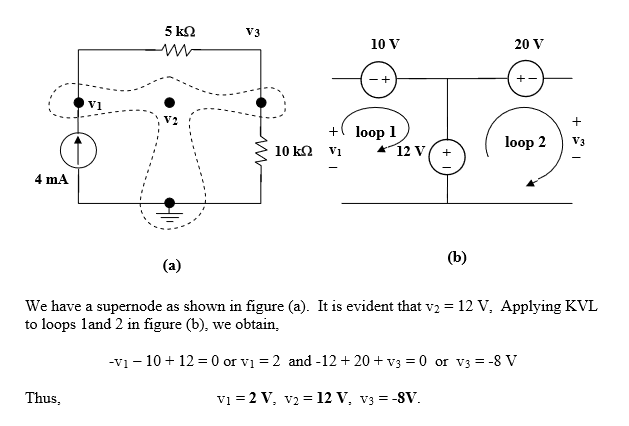 5 kΩ
v3
10 V
20 V
- +
+ -
v1
v2
+
loop 1
+
10 kΩ
v1
12 V
+
loop 2
v3
4 mA
-
-
-
(a)
(b)
We have a supernode as shown in figure (a). It is evident that v2 = 12 V, Applying KVL
to loops 1and 2 in figure (b), we obtain,
-v1 – 10 + 12 = 0 or v1 = 2 and -12 + 20 + v3 = 0 or v3 = -8 V
Thus,
v1 = 2 V, v2 = 12 V, v3 = -8V.